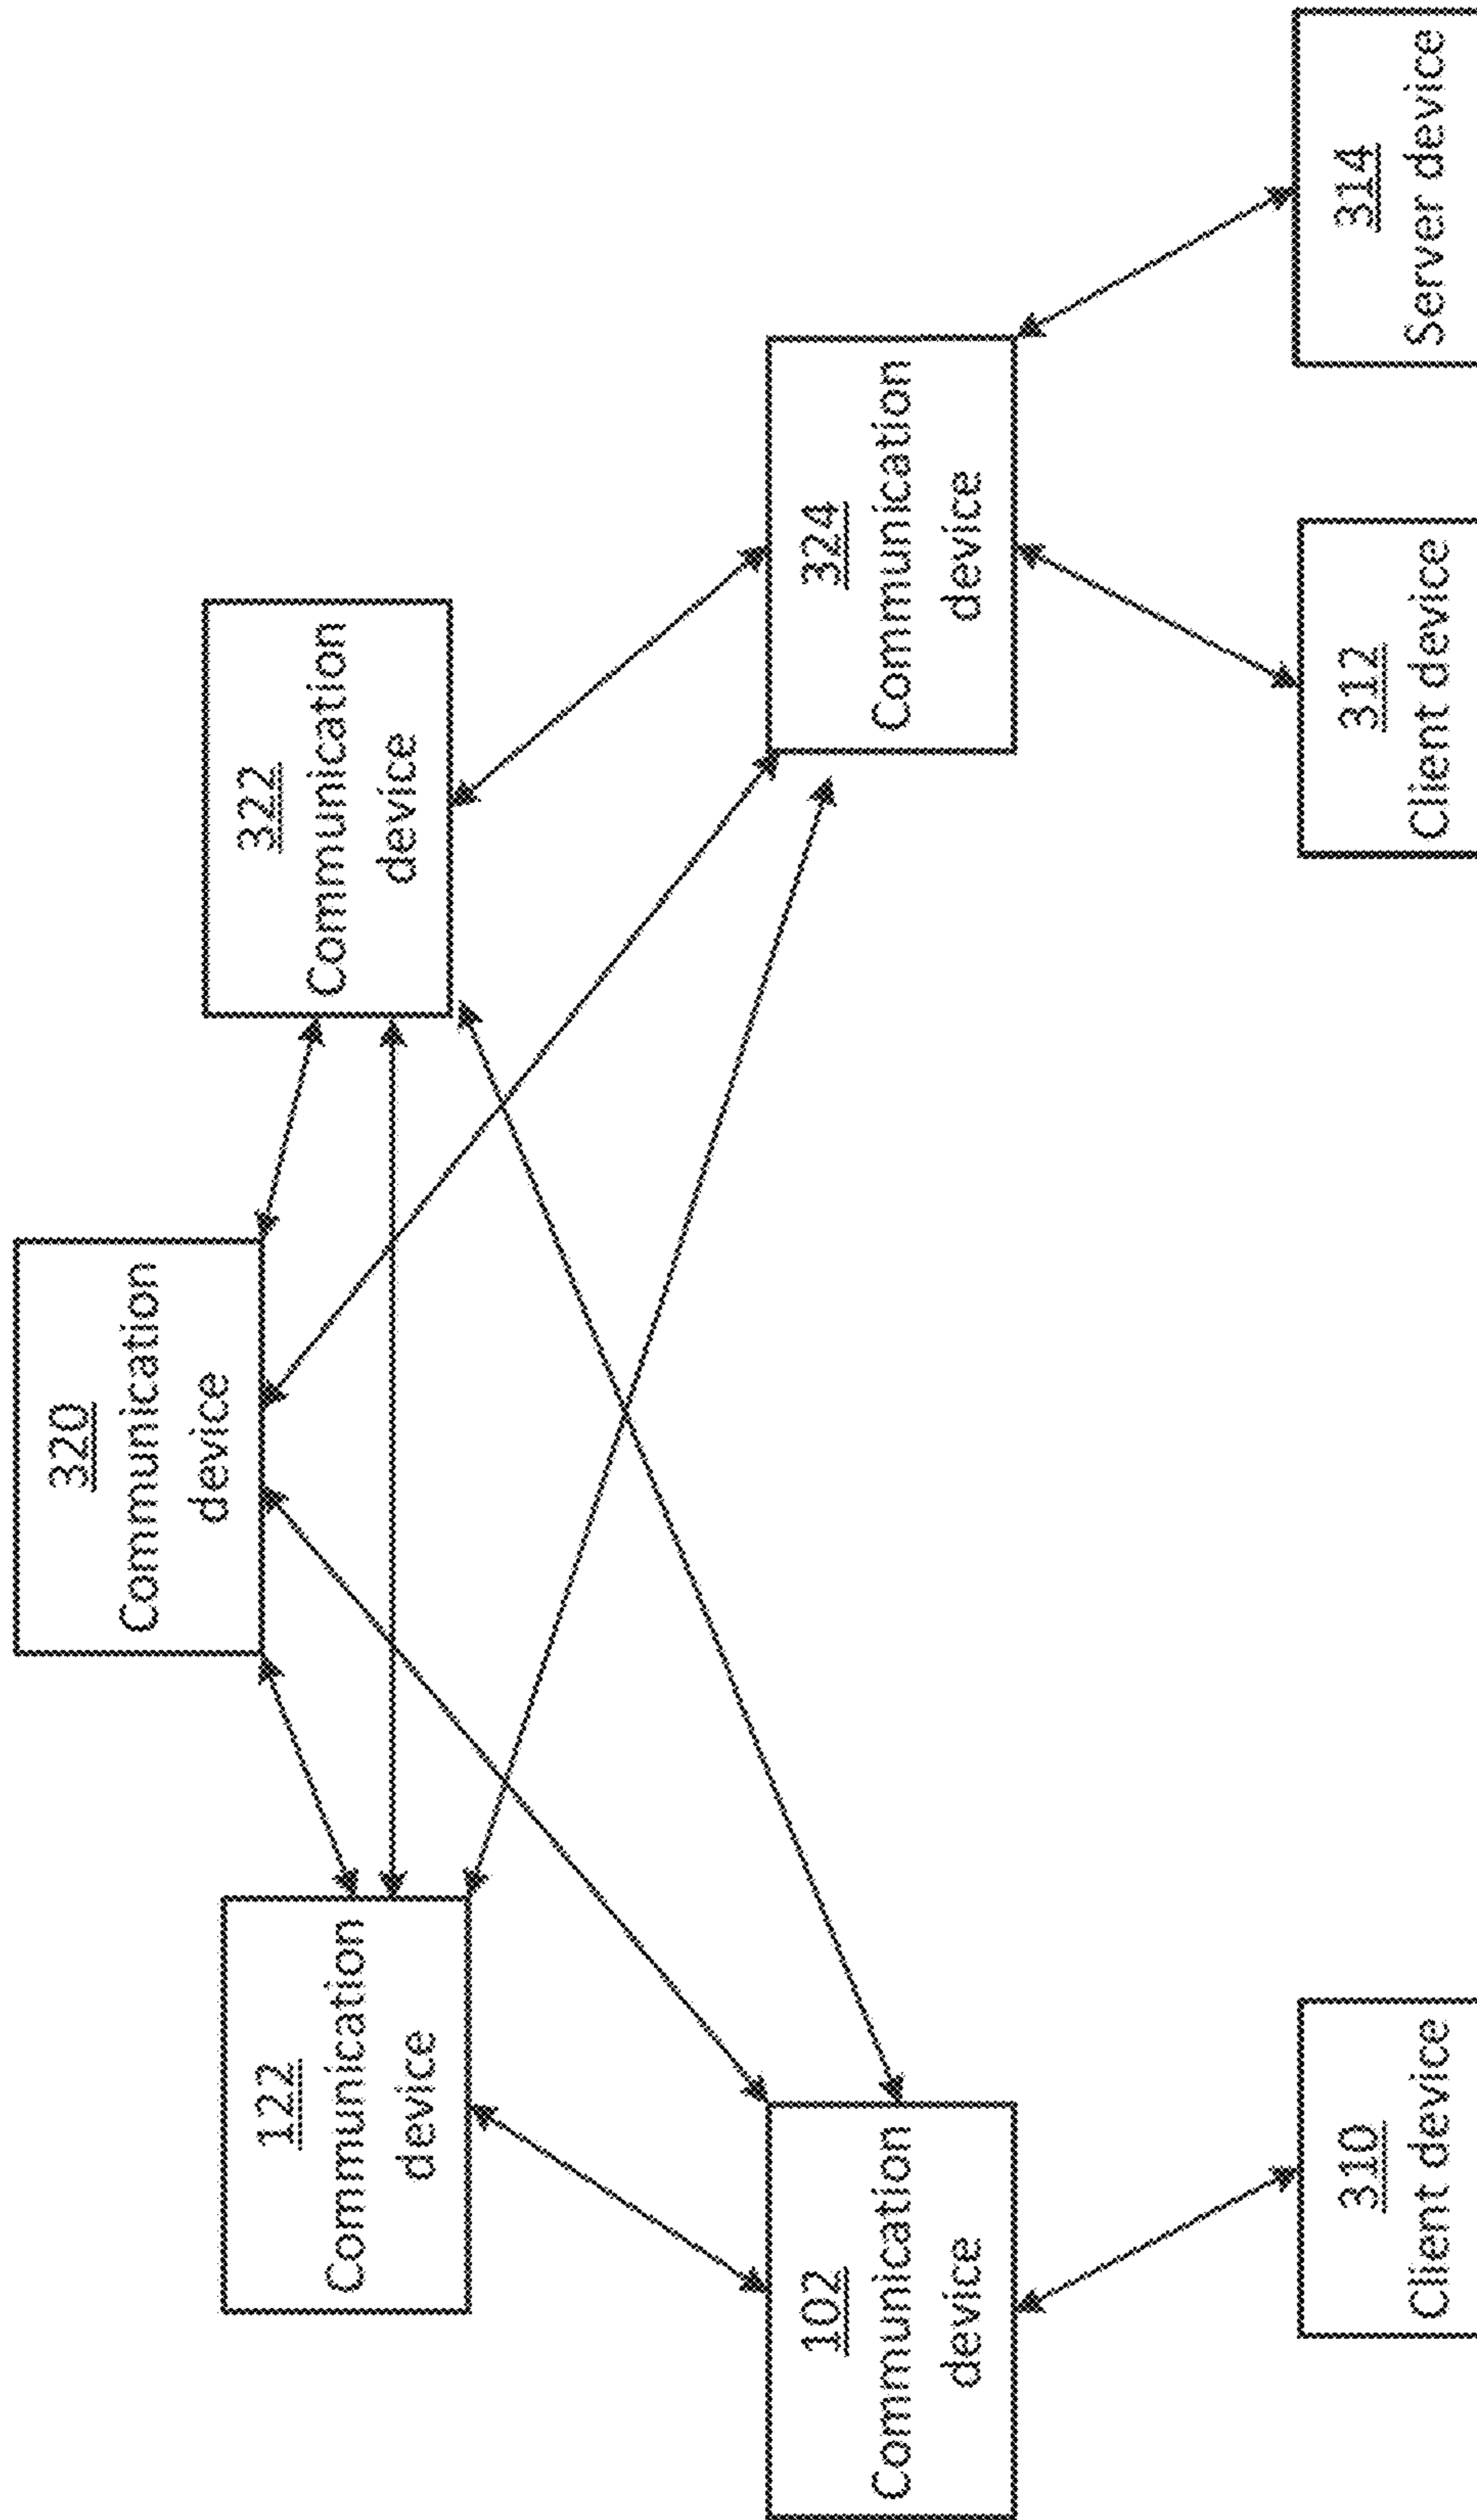 320
Communication
device
122
Communication
device
322
Communication
device
102
Communication
device
324
Communication
device
310
Client device
312
Client device
314
Server device